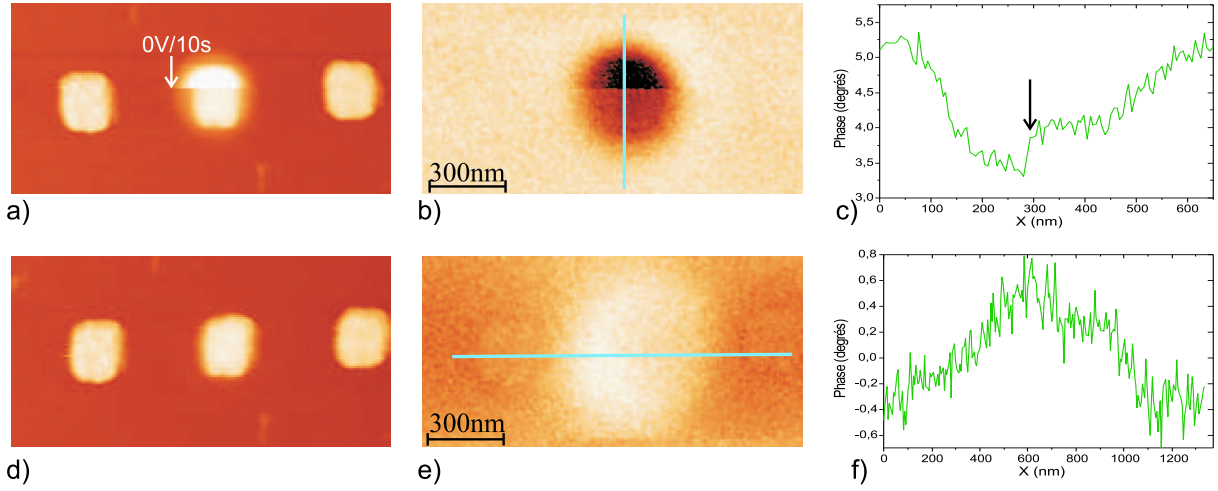 0V/10s
a)
300nm
b)
5,5
5,0
4,5
4,0
3,5
3,0
Phase (degrés)
0 100 200 300 400 500 600
X (nm)
c)
d)
300nm
e)
0,8
0,6
0,4
0,2
0,0
-0,2
-0,4
-0,6
Phase (degrés)
0 200 400 600 800 1000 1200
X (nm)
f)